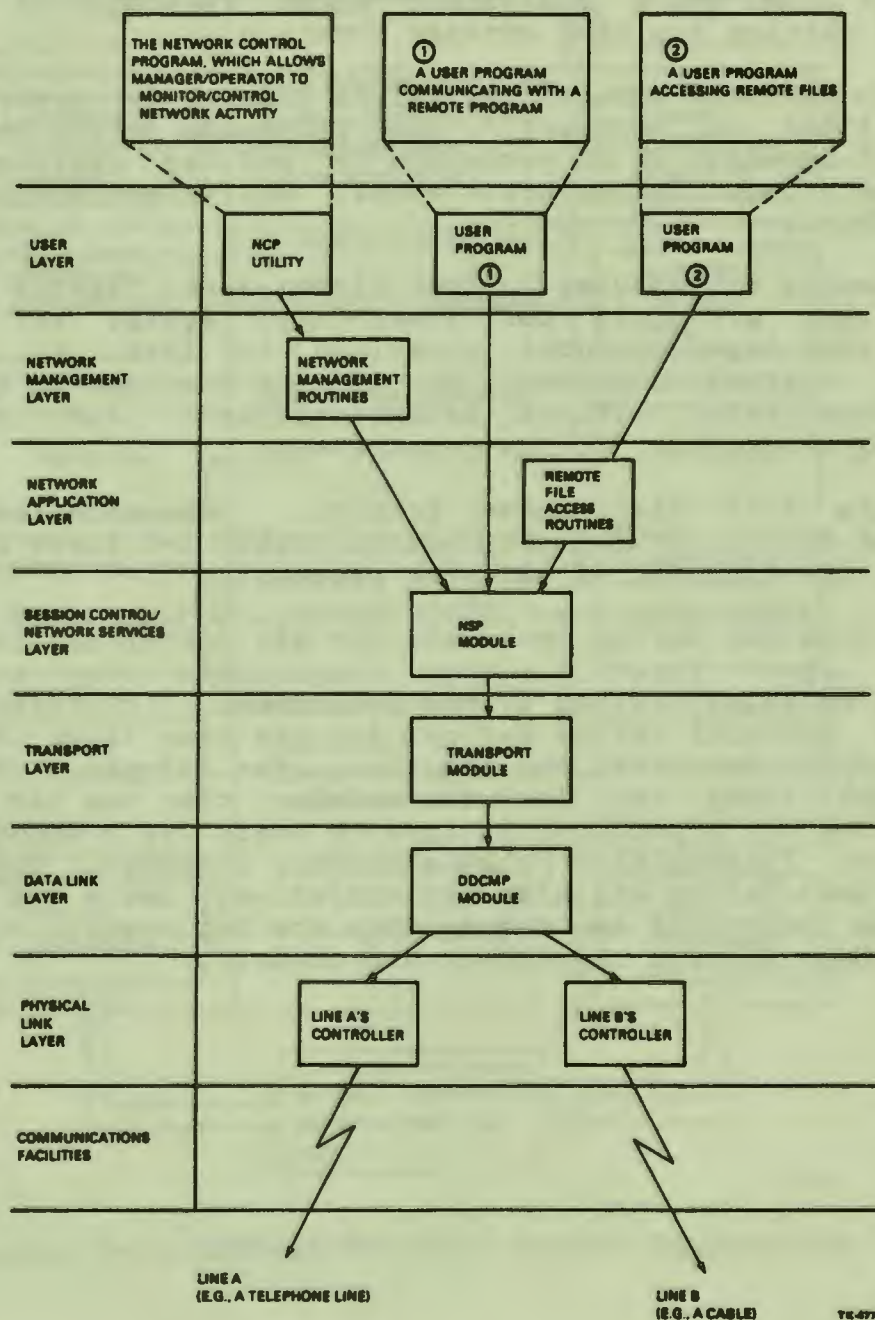 THE NETWORK CONTROL
PROGRAM, WHICH ALLOWS
MANAGER/OPERATOR TO
MONITOR/CONTROL
NETWORK ACTIVITY
①
A USER PROGRAM
COMMUNICATING WITH A
REMOTE PROGRAM
②
A USER PROGRAM
ACCESSING REMOTE FILES
USER
LAYER
NCP
UTILITY
USER
PROGRAM
①
USER
PROGRAM
②
NETWORK
MANAGEMENT
LAYER
NETWORK
MANAGEMENT
ROUTINES
NETWORK
APPLICATION
LAYER
REMOTE
FILE
ACCESS
ROUTINES
SESSION CONTROL/
NETWORK SERVICES
LAYER
NSP
MODULE
TRANSPORT
LAYER
TRANSPORT
MODULE
DATA LINK
LAYER
DDCMP
MODULE
PHYSICAL
LINK
LAYER
LINE A'S
CONTROLLER
LINE B'S
CONTROLLER
COMMUNICATIONS
FACILITIES
LINE A
(E.G., A TELEPHONE LINE)
LINE B
(E.G., A CABLE)